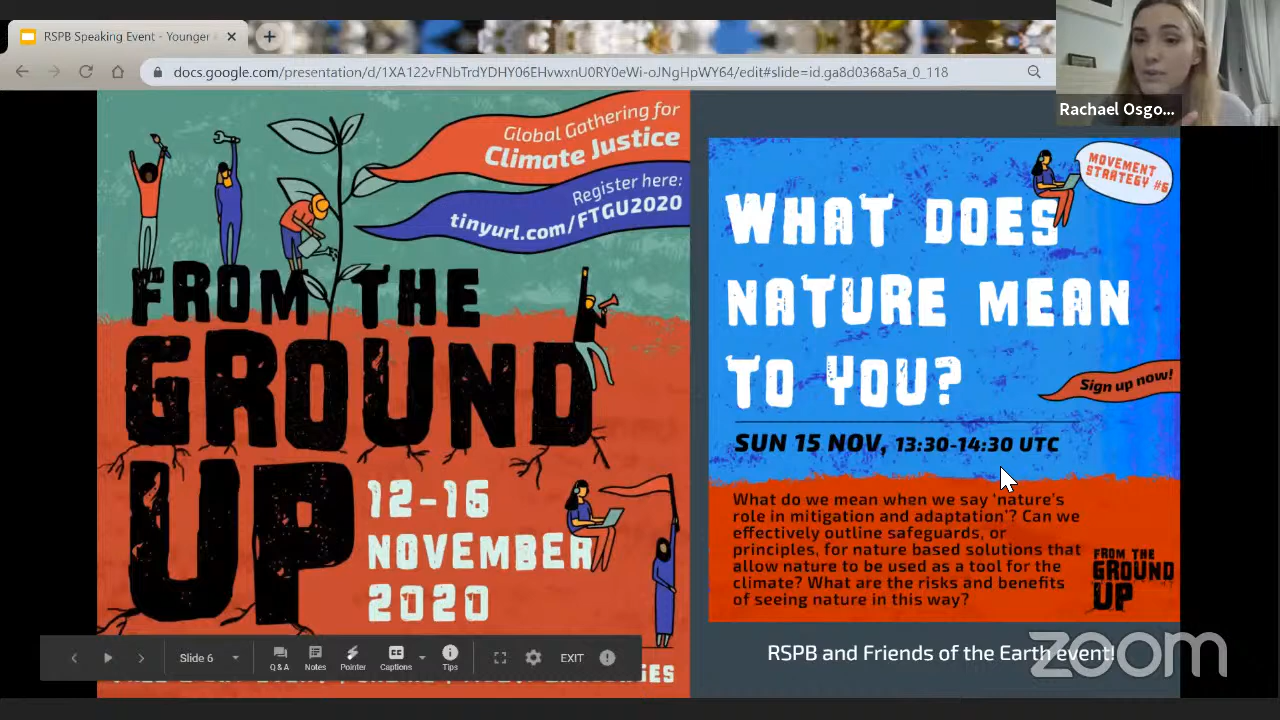 RSPB Speaking Event - Younger
docs.google.com/presentation/d/1XA122vFNbTrdYDHY06EHvwxnU0RY0eWi-oJNgHpWY64/edit#slide=id.ga8d0368a5a_0_118
Rachael Osgo...
Global Gathering for
Climate Justice
Register here:
tinyurl.com/FTGU2020
FROM THE
GROUND
UP
12-16
NOVEMBER
2020
MOVEMENT
STRATEGY #6
WHAT DOES
NATURE MEAN
TO YOU?
Sign up now!
SUN 15 NOV, 13:30-14:30 UTC
What do we mean when we say 'nature's
role in mitigation and adaptation'? Can we
effectively outline safeguards, or
principles, for nature based solutions that
allow nature to be used as a tool for the
climate? What are the risks and benefits
of seeing nature in this way?
FROM THE
GROUND
UP
RSPB and Friends of the Earth event!
zoom
Slide 6
Q & A
Notes
Pointer
Captions
Tips
EXIT